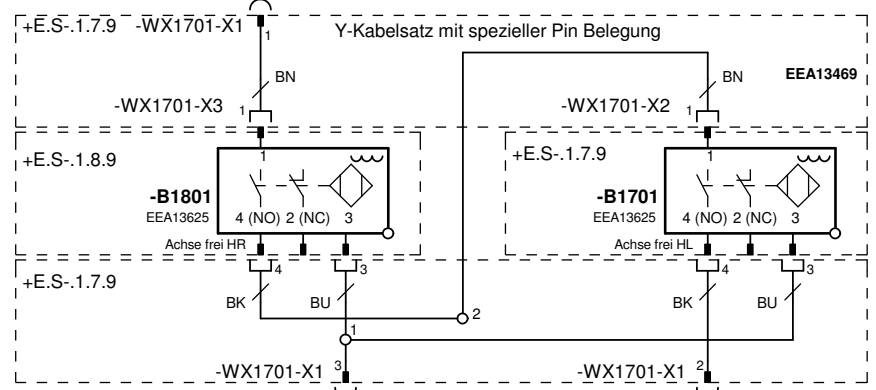 +E.S-.1.7.9 -WX1701-X1 1 Y-Kabelsatz mit spezieller Pin Belegung
BN BN EEA13469
-WX1701-X3 1 -WX1701-X2 1
+E.S-.1.8.9 1 +E.S-.1.7.9 1
-B1801 -B1701
EEA13625 4 (NO) 2 (NC) 3 EEA13625 4 (NO) 2 (NC) 3
Achse frei HR Achse frei HL
+E.S-.1.7.9 4 3 4 3
BK BU BK BU
2
1
-WX1701-X1 3 -WX1701-X1 2